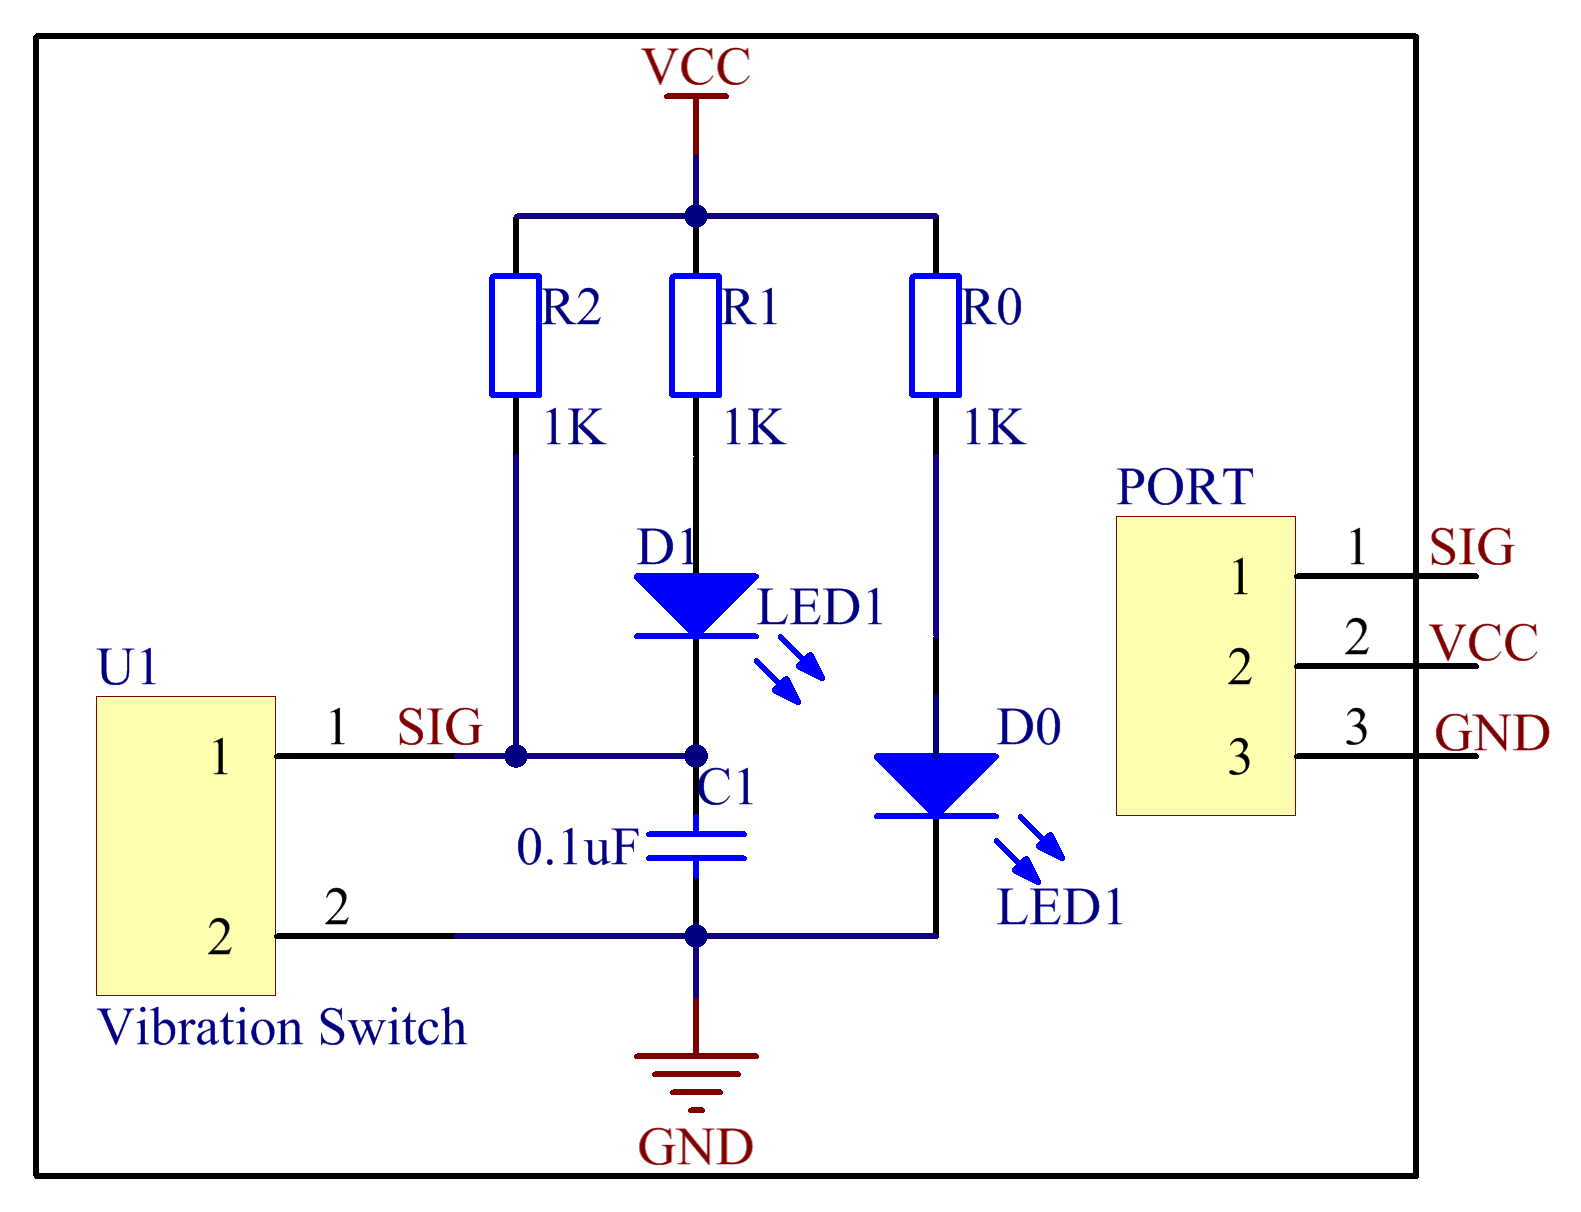 VCC
R2
R1
R0
1K
1K
1K
PORT
D1
1
SIG
1
LED1
2
VCC
U1
2
1
SIG
D0
3
GND
1
3
C1
0.1uF
2
LED1
2
Vibration Switch
GND